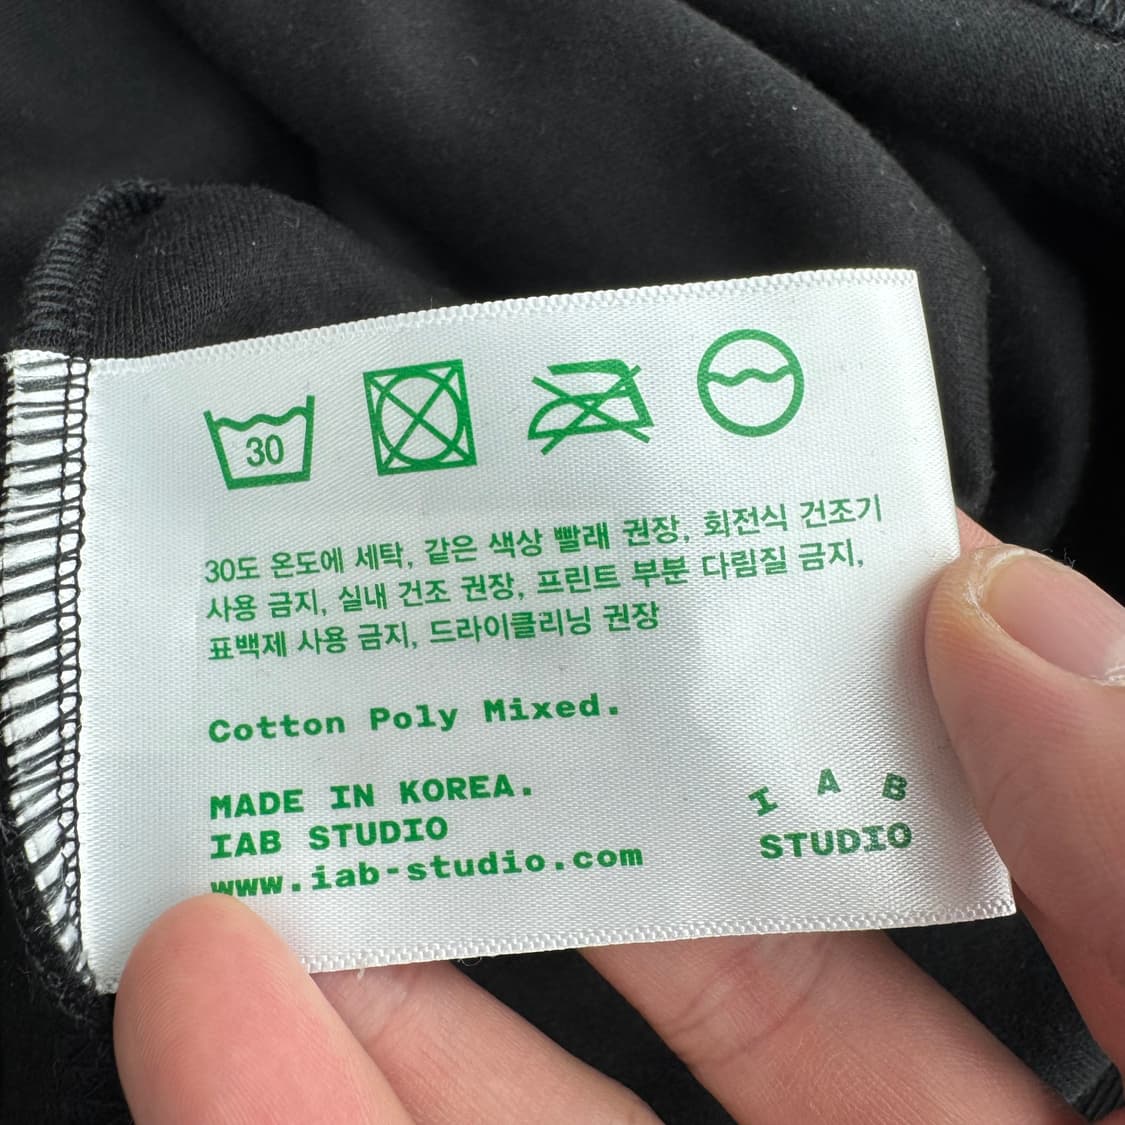 30
30도 온도에 세탁, 같은 색상 빨래 권장, 회전식 건조기
사용 금지, 실내 건조 권장, 프린트 부분 다림질 금지,
표백제 사용 금지, 드라이클리닝 권장
Cotton Poly Mixed.
MADE IN KOREA.
IAB STUDIO
www.iab-studio.com
I A B
STUDIO